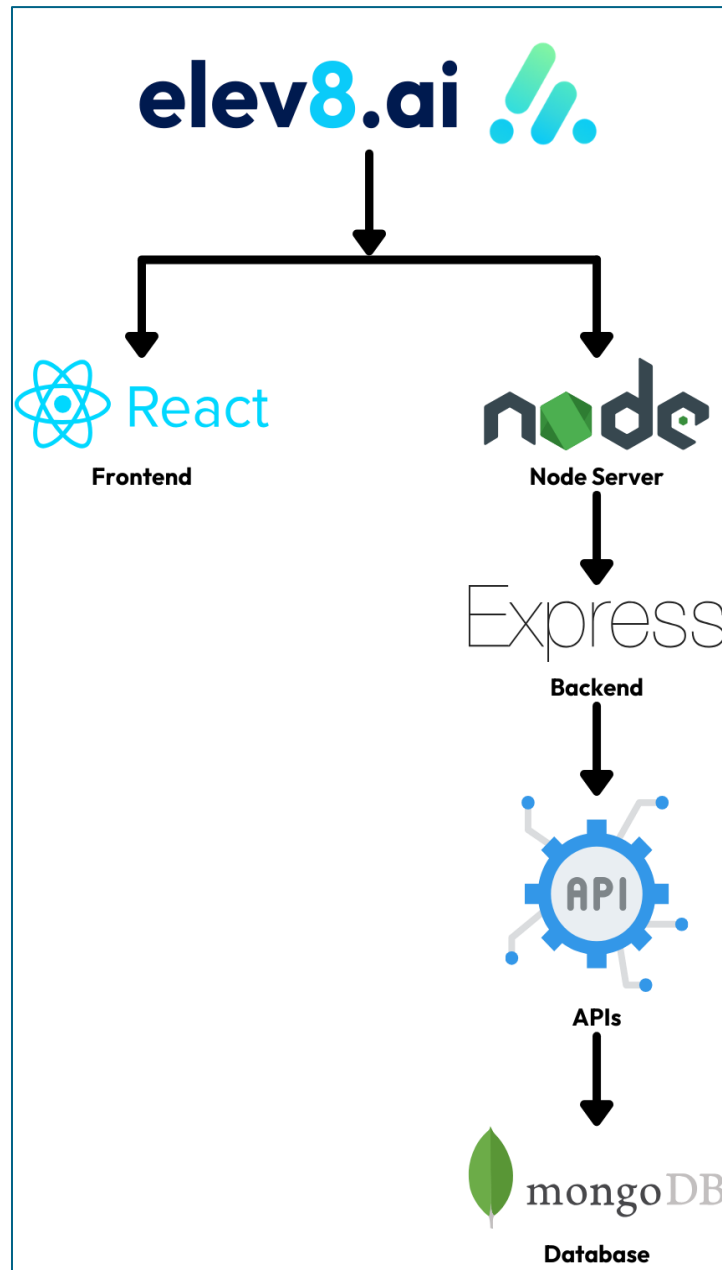 elev8.ai
React
Frontend
node
Node Server
Express
Backend
API
APIs
mongoDB
Database